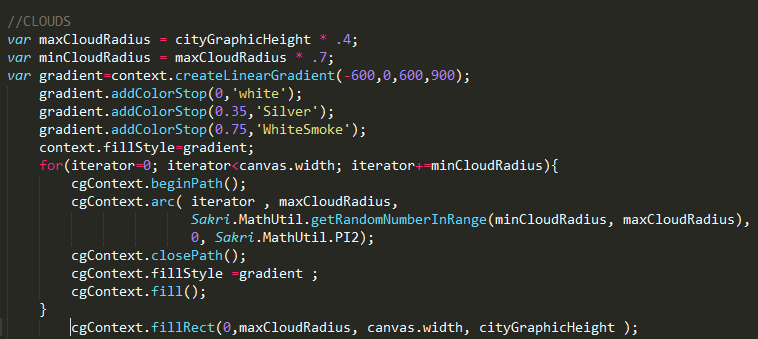 //CLOUDS
var maxCloudRadius = cityGraphicHeight * .4;
var minCloudRadius = maxCloudRadius * .7;
var gradient=context.createLinearGradient(-600,0,600,900);
gradient.addColorStop(0,'white');
gradient.addColorStop(0.35,'Silver');
gradient.addColorStop(0.75,'WhiteSmoke');
context.fillStyle=gradient;
for(iterator=0; iterator<canvas.width; iterator+=minCloudRadius){
cgContext.beginPath();
cgContext.arc( iterator , maxCloudRadius,
Sakri.MathUtil.getRandomNumberInRange(minCloudRadius, maxCloudRadius),
0, Sakri.MathUtil.PI2);
cgContext.closePath();
cgContext.fillStyle =gradient ;
cgContext.fill();
}
cgContext.fillRect(0,maxCloudRadius, canvas.width, cityGraphicHeight );